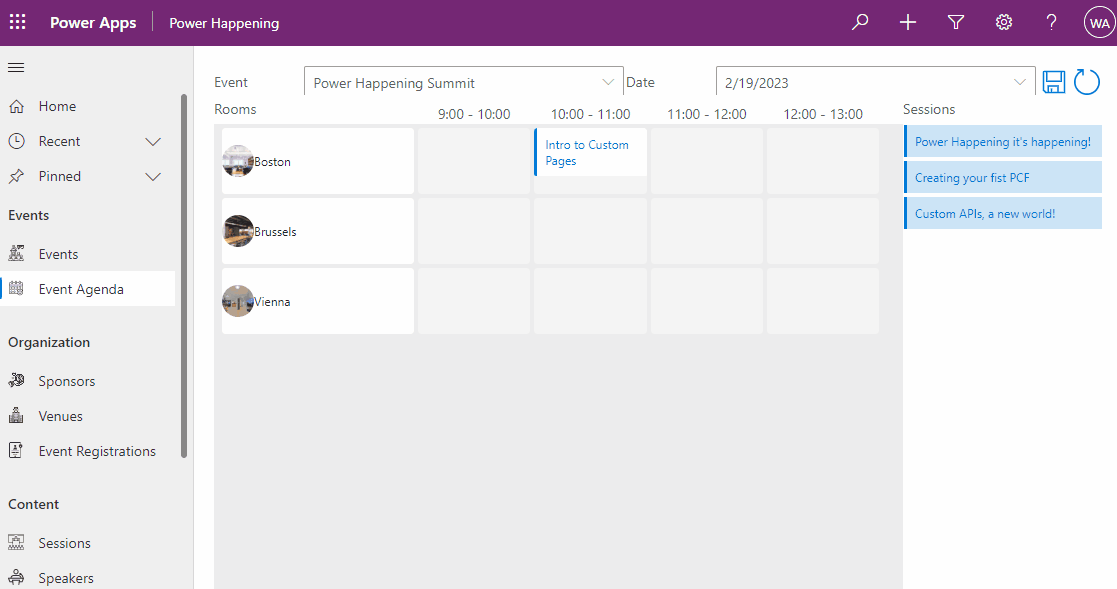 Power Apps
Power Happening
?
WA
Home
Recent
Pinned
Events
Events
Event Agenda
Organization
Sponsors
Venues
Event Registrations
Content
Sessions
Speakers
Event
Power Happening Summit
Date
2/19/2023
Rooms
9:00 - 10:00
10:00 - 11:00
11:00 - 12:00
12:00 - 13:00
Sessions
Boston
Intro to Custom
Pages
Brussels
Vienna
Power Happening it's happening!
Creating your fist PCF
Custom APIs, a new world!